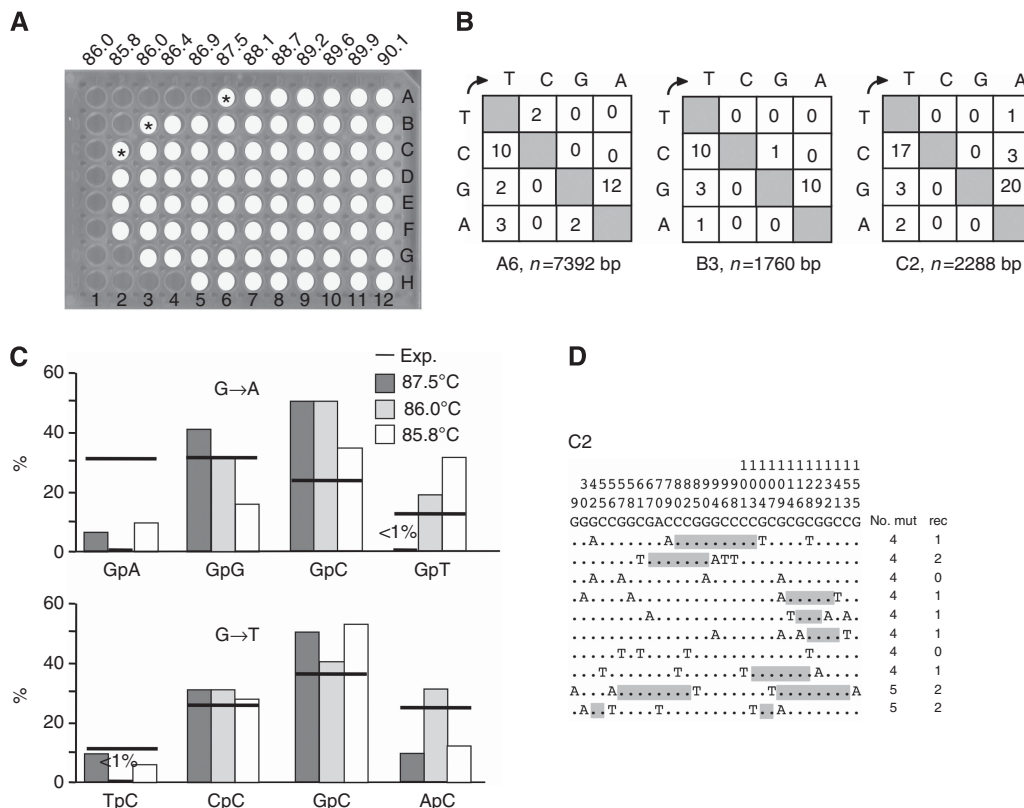 A
86.0 85.8 86.0 86.4 86.9 87.5 88.1 88.7 89.2 89.6 89.9 90.1
* A
* B
* C
D
E
F
G
H
1 2 3 4 5 6 7 8 9 10 11 12
B
T C G A
T 2 0 0
C 10 0 0
G 2 0 12
A 3 0 2
A6, n=7392 bp
T C G A
T 0 0 0
C 10 1 0
G 3 0 10
A 1 0 0
B3, n=1760 bp
T C G A
T 0 0 1
C 17 0 3
G 3 0 20
A 2 0 0
C2, n=2288 bp
C
60
40
20
0
%
G→A
Exp.
87.5°C
86.0°C
85.8°C
<1%
GpA GpG GpC GpT
60
40
20
0
%
G→T
<1%
TpC CpC GpC ApC
D
C2
1111111111111
GGGCCGGCGACCCGGGCCCCGCGCGCGGCCG No. mut rec
..A.......A.........T....T..... 4 1
.......T.......ATT............. 4 2
..A..A........A.......A........ 4 0
.A....A...............A.....T.. 4 1
........A..............T...A.A. 4 1
...............A......A.A....T. 4 1
.....T.T....T............T..... 4 0
...T.......T......T.......A.... 4 1
A...A........T.......T........A 5 2
.A..T....T.........T..A........ 5 2